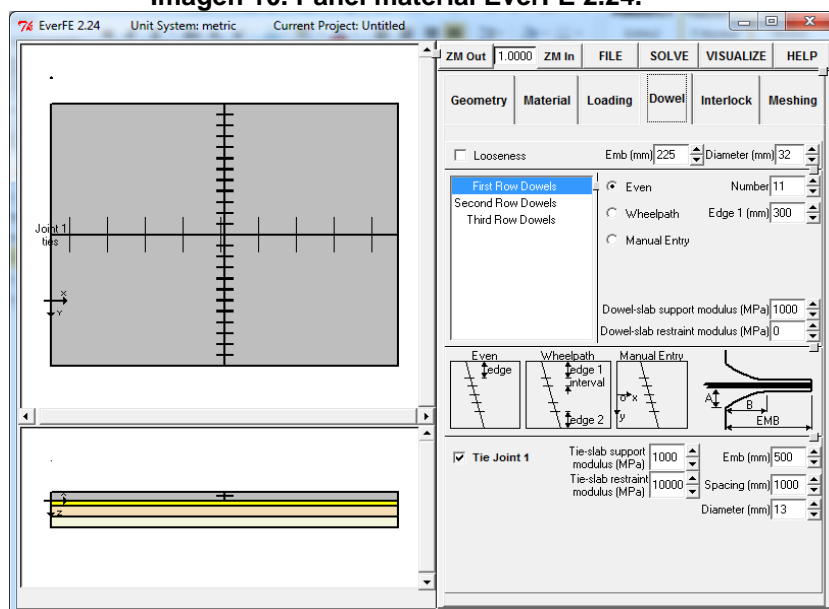 Imagen 10. Panel material EverFE 2.24.
EverFE 2.24 Unit System: metric Current Project: Untitled
ZM Out 1.0000 ZM In FILE SOLVE VISUALIZE HELP
Geometry Material Loading Dowel Interlock Meshing
Looseness Emb (mm) 225 Diameter (mm) 32
First Row Dowels
Second Row Dowels
Third Row Dowels
Even Number 11
Wheelpath Edge 1 (mm) 300
Manual Entry
Dowel-slab support modulus (MPa) 1000
Dowel-slab restraint modulus (MPa) 0
Even
edge
Wheelpath
edge 1
interval
edge 2
Manual Entry
o x
y
A
B
EMB
Tie Joint 1
Tie-slab support modulus (MPa) 1000
Emb (mm) 500
Tie-slab restraint modulus (MPa) 10000
Spacing (mm) 1000
Diameter (mm) 13
Joint 1
ties
X
Y
X
Z